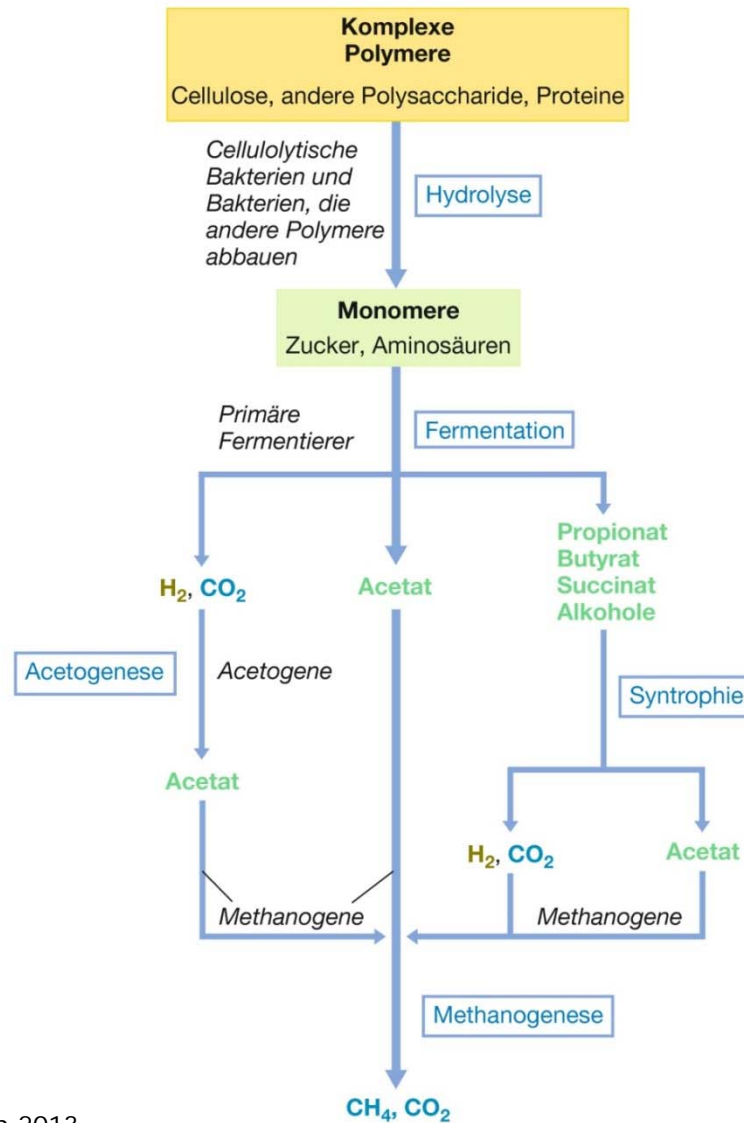 Komplexe
Polymere
Cellulose, andere Polysaccharide, Proteine
Cellulolytische
Bakterien und
Bakterien, die
andere Polymere
abbauen
Hydrolyse
Monomere
Zucker, Aminosäuren
Primäre
Fermentierer
Fermentation
H₂, CO₂
Acetat
Propionat
Butyrat
Succinat
Alkohole
Acetogenese
Acetogene
Syntrophie
Acetat
H₂, CO₂
Acetat
Methanogene
Methanogene
Methanogenese
CH₄, CO₂
2013